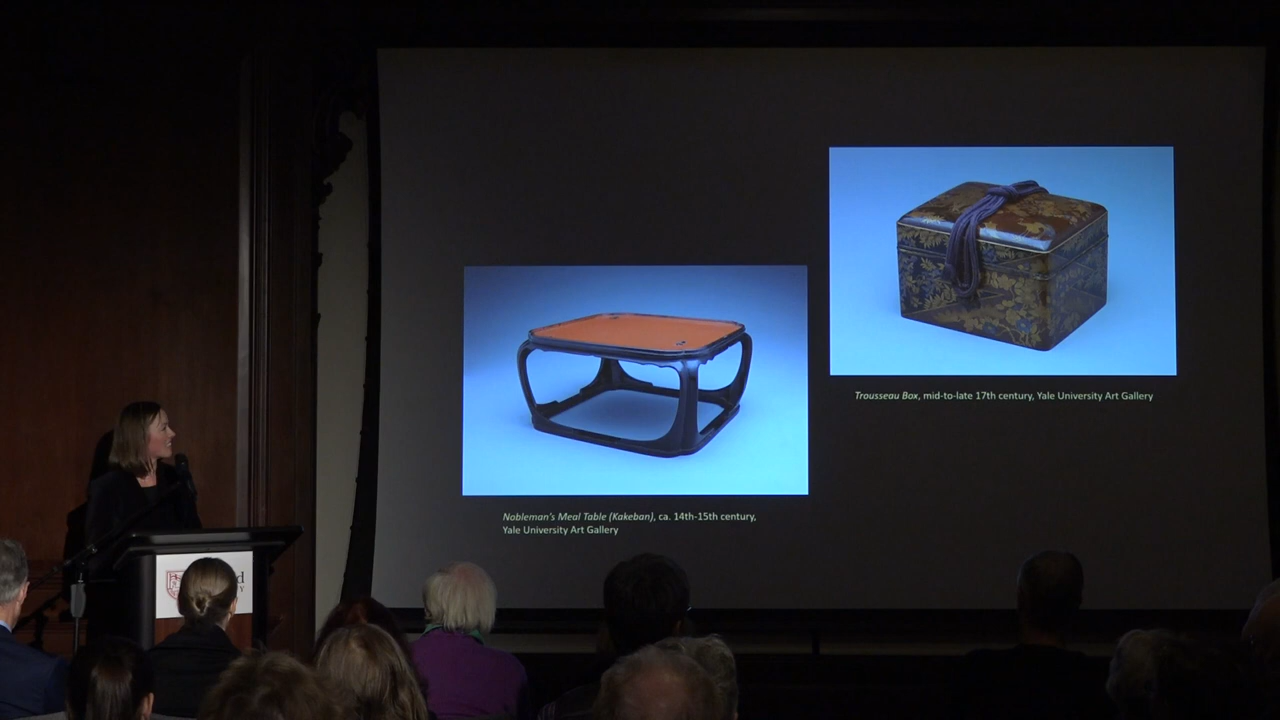 Nobleman's Meal Table (Kakeban), ca. 14th-15th century,
Yale University Art Gallery
Trousseau Box, mid-to-late 17th century, Yale University Art Gallery